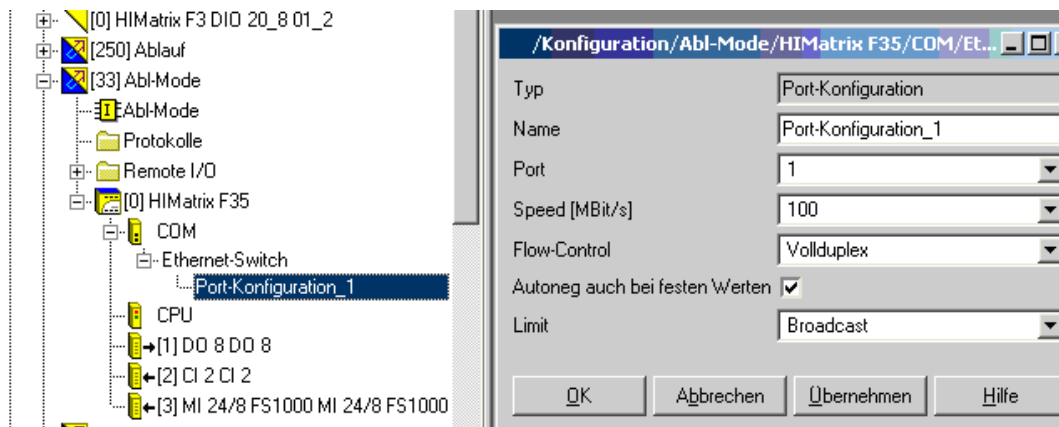 [0] HIMatrix F3 DIO 20_8 01_2
[250] Ablauf
[33] Abl-Mode
Abl-Mode
Protokolle
Remote I/O
[0] HIMatrix F35
COM
Ethernet-Switch
Port-Konfiguration_1
CPU
[1] DO 8 DO 8
[2] CI 2 CI 2
[3] MI 24/8 FS1000 MI 24/8 FS1000
/Konfiguration/Abl-Mode/HIMatrix F35/COM/Et...
Typ Port-Konfiguration
Name Port-Konfiguration_1
Port 1
Speed [MBit/s] 100
Flow-Control Vollduplex
Autoneg auch bei festen Werten
Limit Broadcast
OK Abbrechen Übernehmen Hilfe